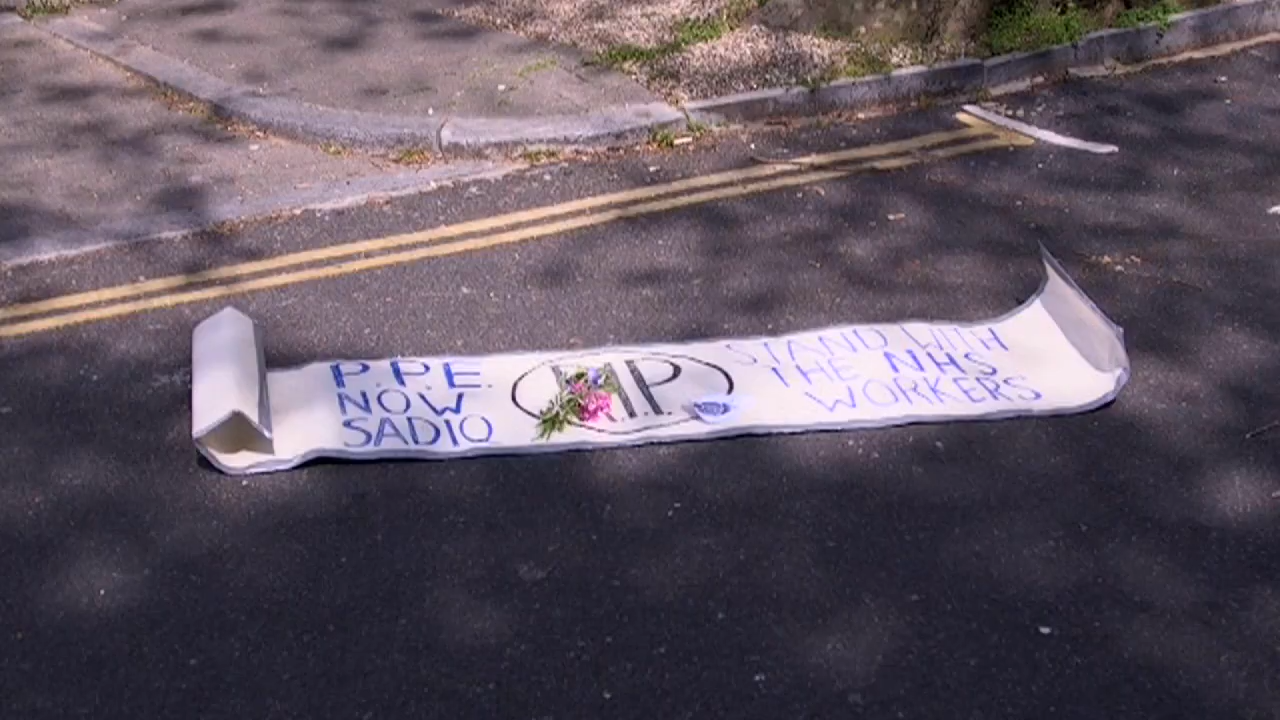 P.P.E.
NOW
SADIQ
R.I.P.
STAND WITH
THE NHS
WORKERS